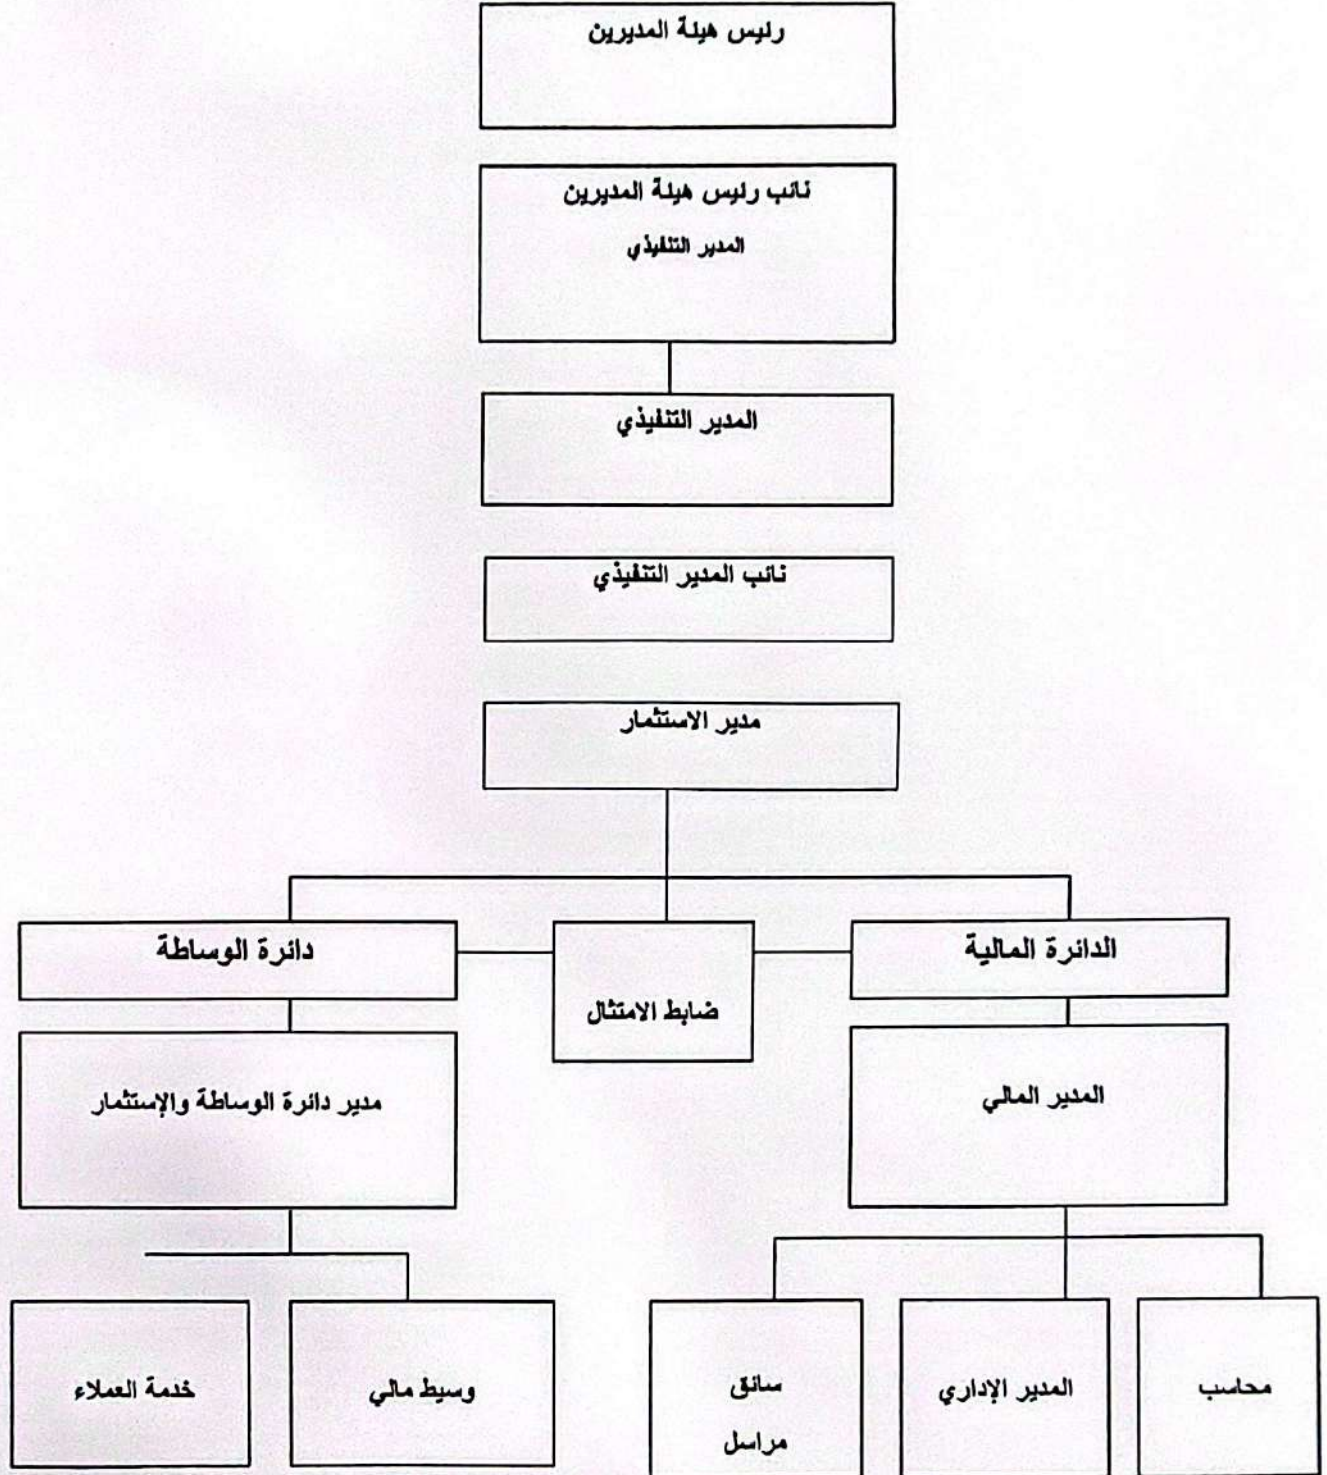 رئيس هيئة المديرين
نائب رئيس هيئة المديرين
المدير التنفيذي
المدير التنفيذي
نائب المدير التنفيذي
مدير الاستثمار
الدائرة المالية
ضابط الامتثال
دائرة الوساطة
المدير المالي
مدير دائرة الوساطة والإستثمار
محاسب
المدير الإداري
سائق
مراسل
وسيط مالي
خدمة العملاء